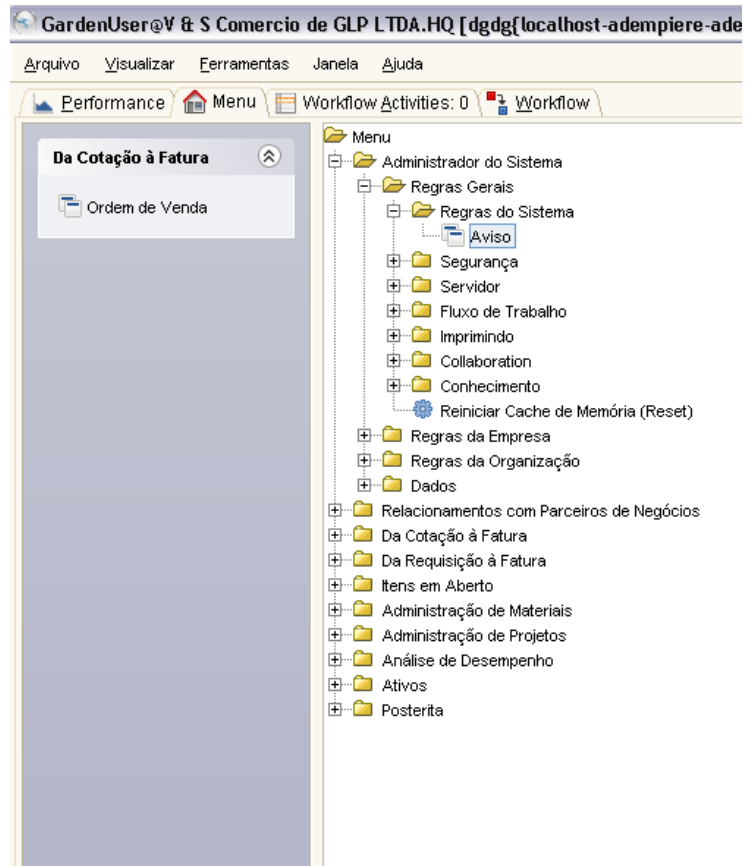 GardenUser@V & S Comercio de GLP LTDA.HQ [dgdg{localhost-adempiere-ade
Arquivo Visualizar Ferramentas Janela Ajuda
Performance Menu Workflow Activities: 0 Workflow
Da Cotação à Fatura
Ordem de Venda
Menu
Administrador do Sistema
Regras Gerais
Regras do Sistema
Aviso
Segurança
Servidor
Fluxo de Trabalho
Imprimindo
Collaboration
Conhecimento
Reiniciar Cache de Memória (Reset)
Regras da Empresa
Regras da Organização
Dados
Relacionamentos com Parceiros de Negócios
Da Cotação à Fatura
Da Requisição à Fatura
Itens em Aberto
Administração de Materiais
Administração de Projetos
Análise de Desempenho
Ativos
Posterita